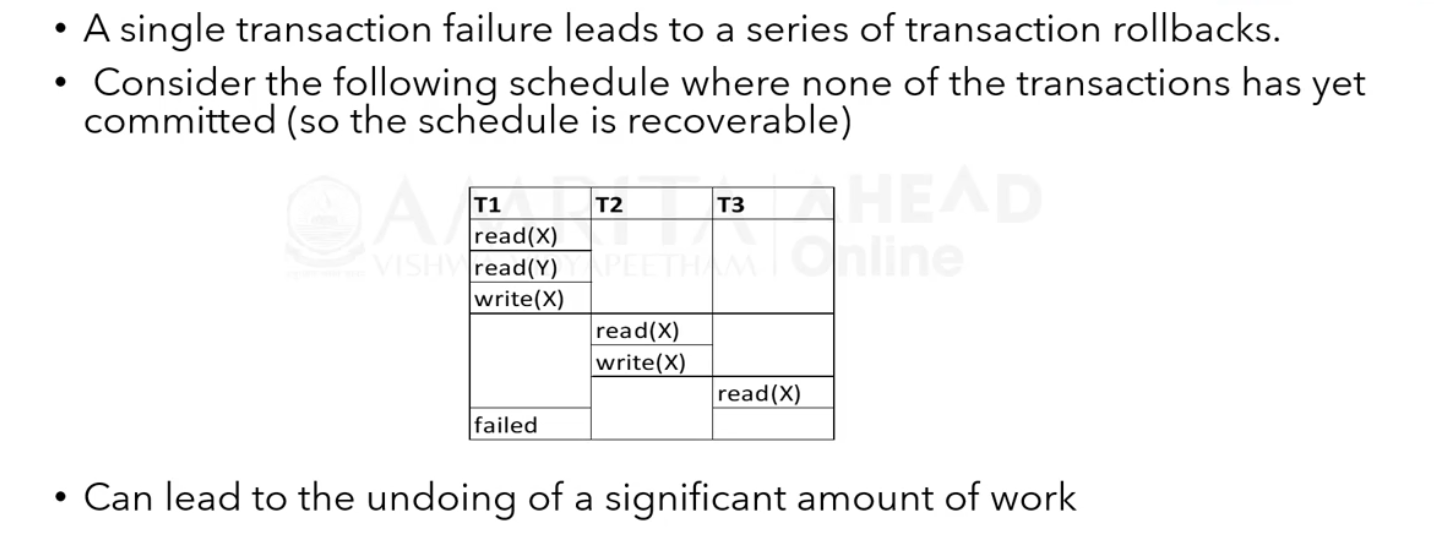 • A single transaction failure leads to a series of transaction rollbacks.
• Consider the following schedule where none of the transactions has yet
committed (so the schedule is recoverable)
AMRITA AHEAD
VISHWA VIDYAPEETHAM Online
T1 T2 T3
read(X)
read(Y)
write(X)
read(X)
write(X)
read(X)
failed
• Can lead to the undoing of a significant amount of work